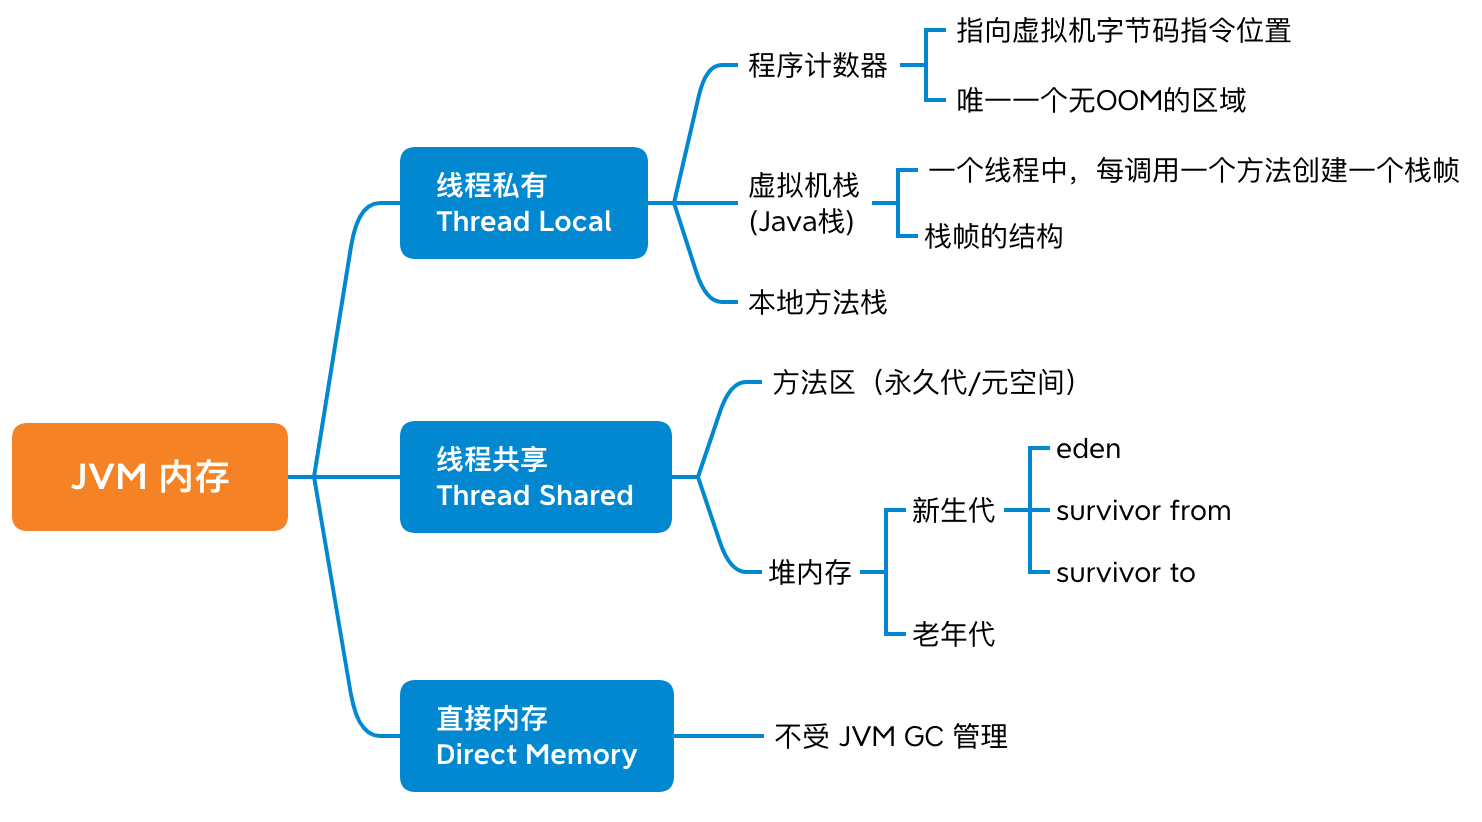 JVM 内存
线程私有
Thread Local
程序计数器
指向虚拟机字节码指令位置
唯一一个无OOM的区域
虚拟机栈
(Java栈)
一个线程中，每调用一个方法创建一个栈帧
栈帧的结构
本地方法栈
线程共享
Thread Shared
方法区（永久代/元空间）
堆内存
新生代
eden
survivor from
survivor to
老年代
直接内存
Direct Memory
不受 JVM GC 管理